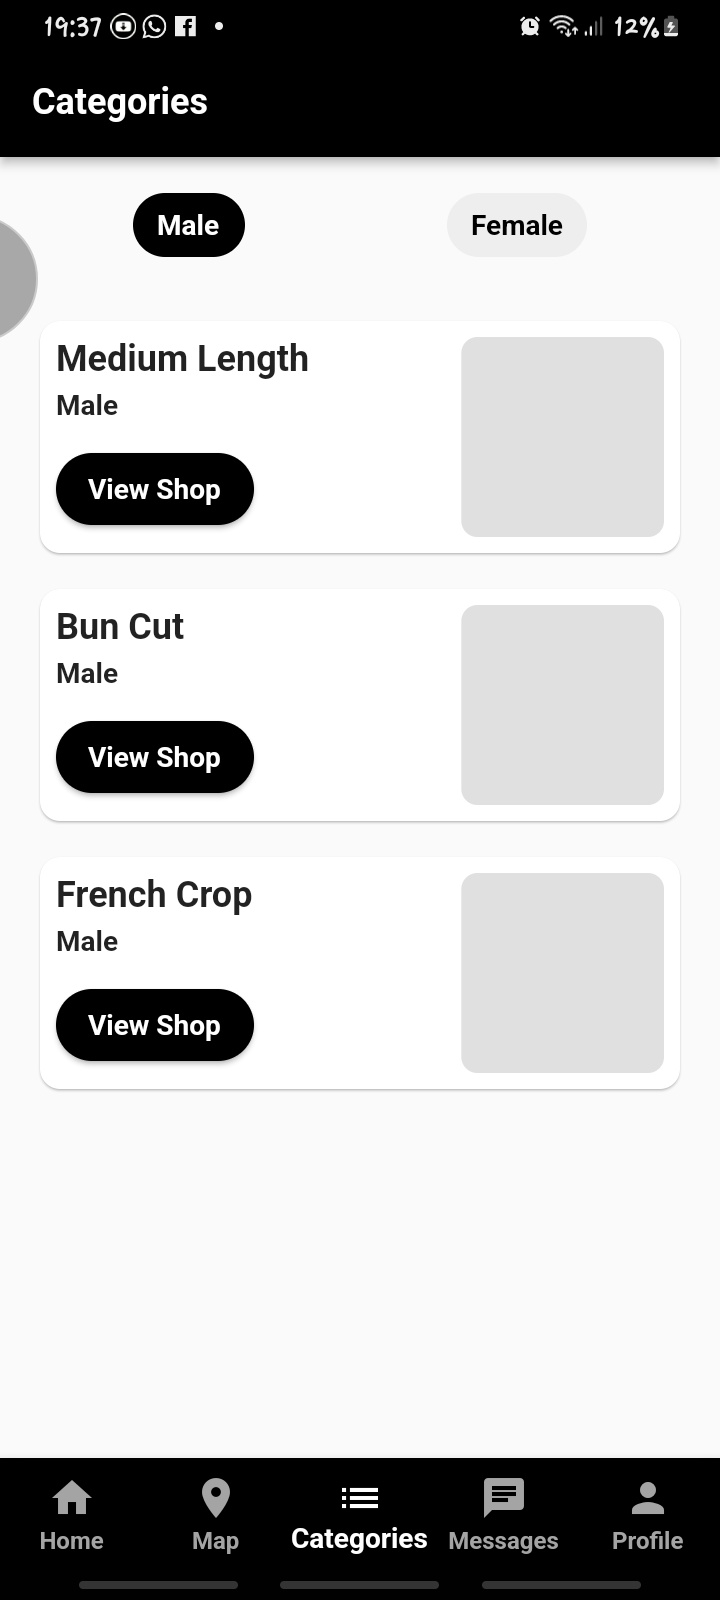 19:37
12%
Categories
Male
Female
Medium Length
Male
View Shop
Bun Cut
Male
View Shop
French Crop
Male
View Shop
Home
Map
Categories
Messages
Profile